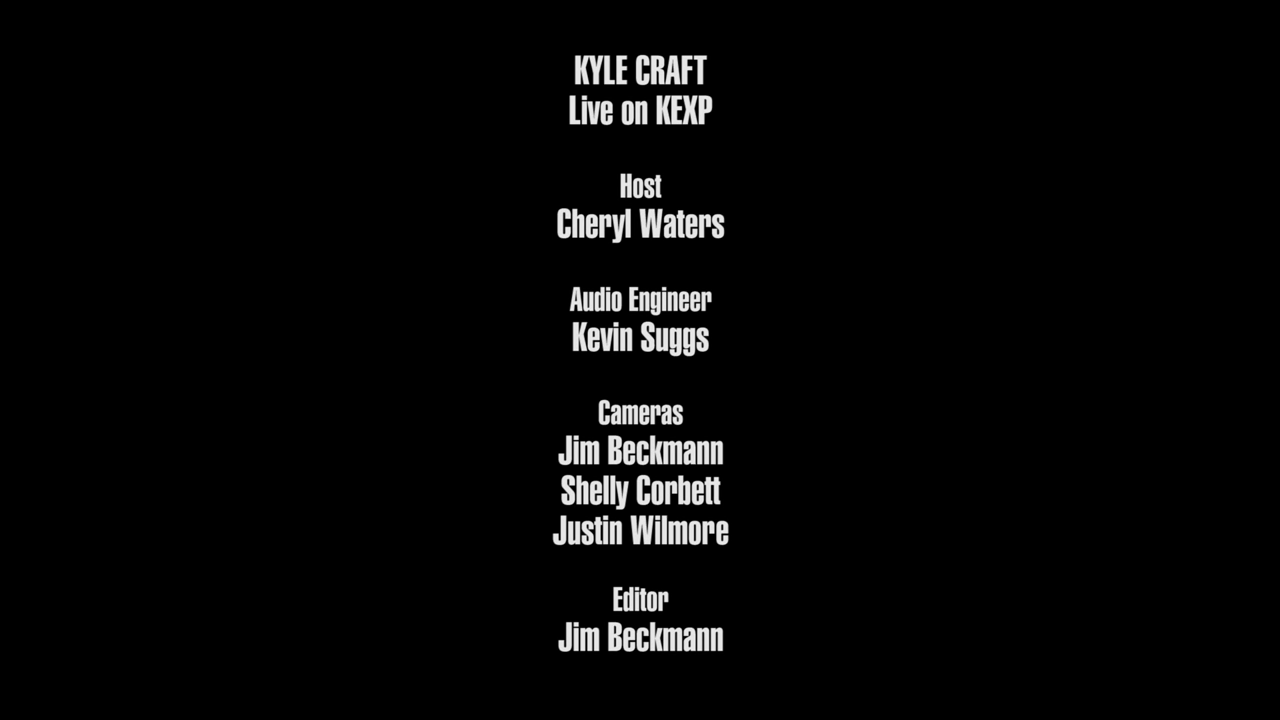 KYLE CRAFT
Live on KEXP
Host
Cheryl Waters
Audio Engineer
Kevin Suggs
Cameras
Jim Beckmann
Shelly Corbett
Justin Wilmore
Editor
Jim Beckmann